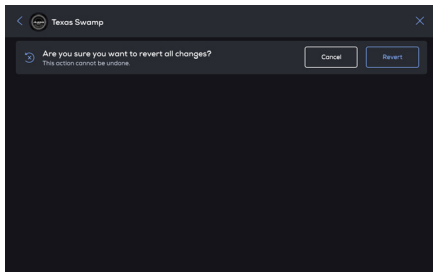 Texas Swamp
Are you sure you want to revert all changes?
This action cannot be undone.
Cancel
Revert